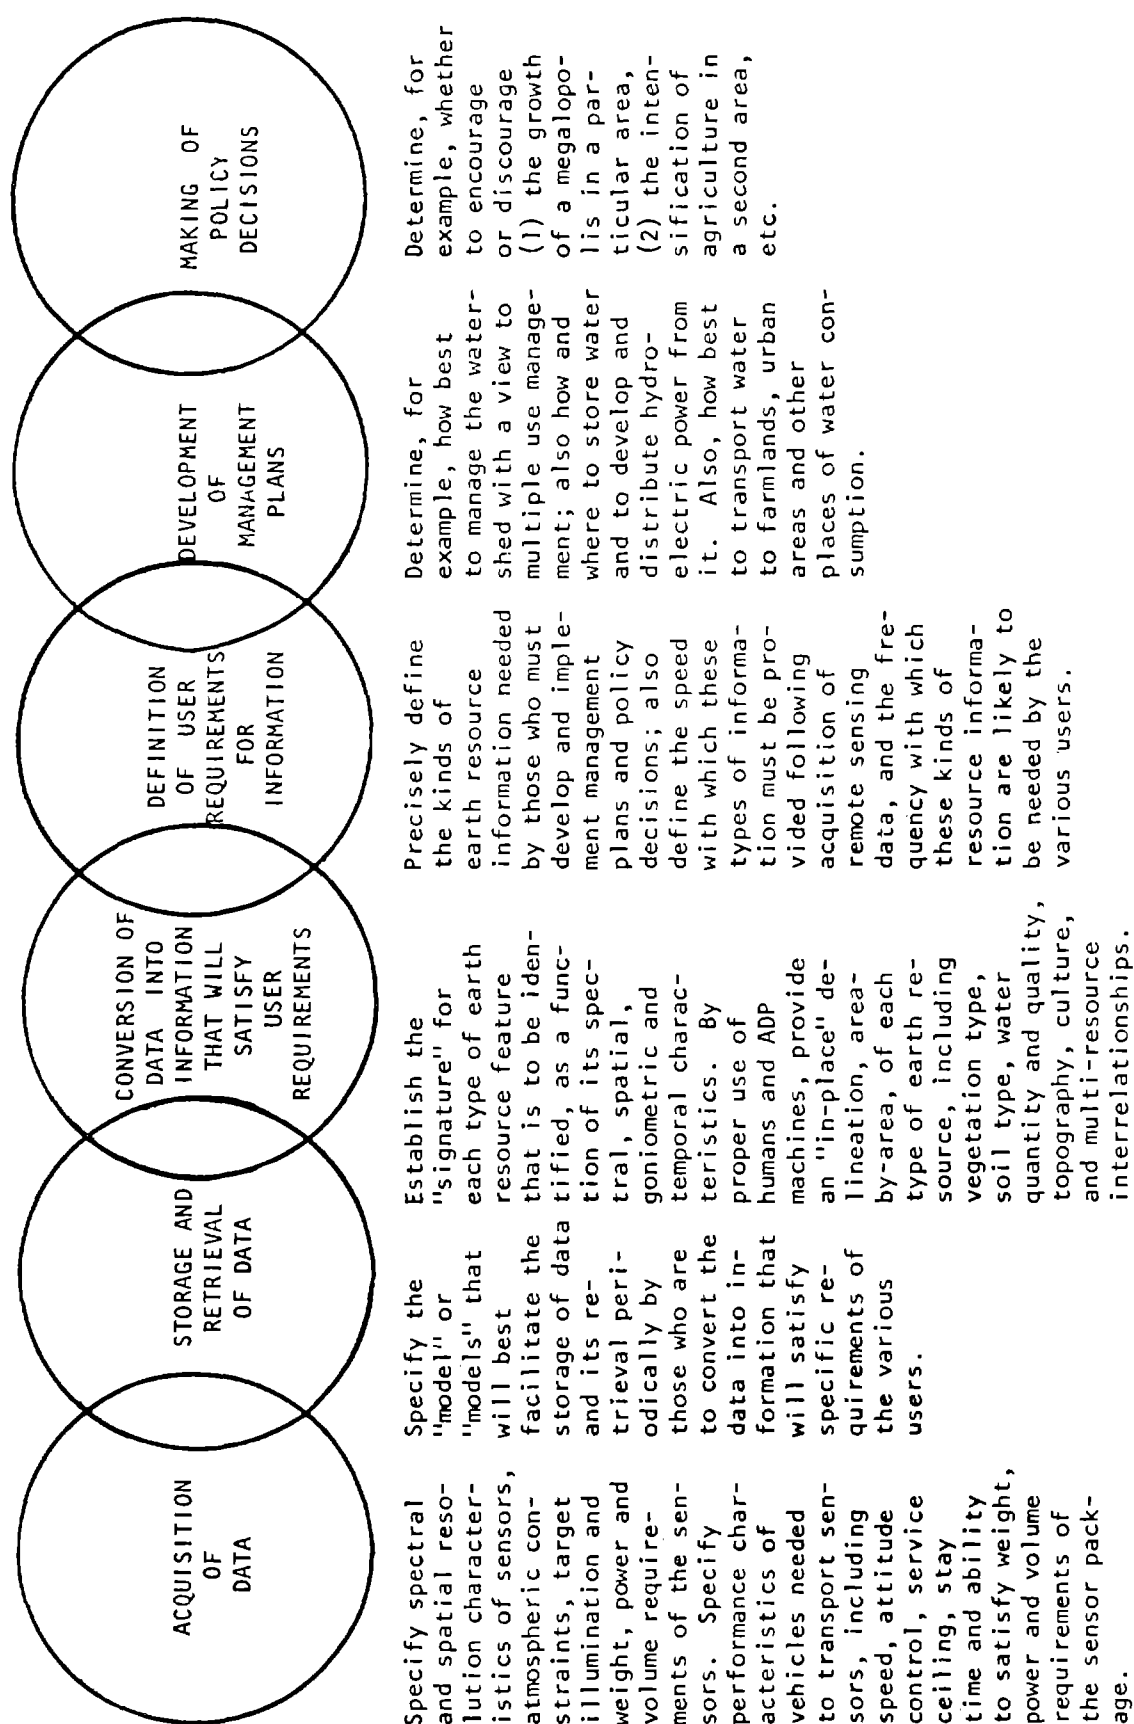 ACQUISITION
OF
DATA
STORAGE AND
RETRIEVAL
OF DATA
CONVERSION OF
DATA INTO
INFORMATION
THAT WILL
SATISFY
USER
REQUIREMENTS
DEFINITION
OF USER
REQUIREMENTS
FOR
INFORMATION
DEVELOPMENT
OF
MANAGEMENT
PLANS
MAKING OF
POLICY
DECISIONS
Specify spectral
and spatial reso-
lution character-
istics of sensors,
atmospheric con-
straints, target
illumination and
weight, power and
volume require-
ments of the sen-
sors. Specify
performance char-
acteristics of
vehicles needed
to transport sen-
sors, including
speed, attitude
control, service
ceiling, stay
time and ability
to satisfy weight,
power and volume
requirements of
the sensor pack-
age.
Specify the
"model" or
"models" that
will best
facilitate the
storage of data
and its re-
trieval peri-
odically by
those who are
to convert the
data into in-
formation that
will satisfy
specific re-
quirements of
the various
users.
Establish the
"signature" for
each type of earth
resource feature
that is to be iden-
tified, as a func-
tion of its spec-
tral, spatial,
goniometric and
temporal charac-
teristics. By
proper use of
humans and ADP
machines, provide
an "in-place" de-
lineation, area-
by-area, of each
type of earth re-
source, including
vegetation type,
soil type, water
quantity and quality,
topography, culture,
and multi-resource
interrelationships.
Precisely define
the kinds of
earth resource
information needed
by those who must
develop and imple-
ment management
plans and policy
decisions; also
define the speed
with which these
types of informa-
tion must be pro-
vided following
acquisition of
remote sensing
data, and the fre-
quency with which
these kinds of
resource informa-
tion are likely to
be needed by the
various users.
Determine, for
example, how best
to manage the water-
shed with a view to
multiple use manage-
ment; also how and
where to store water
and to develop and
distribute hydro-
electric power from
it. Also, how best
to transport water
to farmlands, urban
areas and other
places of water con-
sumption.
Determine, for
example, whether
to encourage
or discourage
(1) the growth
of a megalopo-
lis in a par-
ticular area,
(2) the inten-
sification of
agriculture in
a second area,
etc.